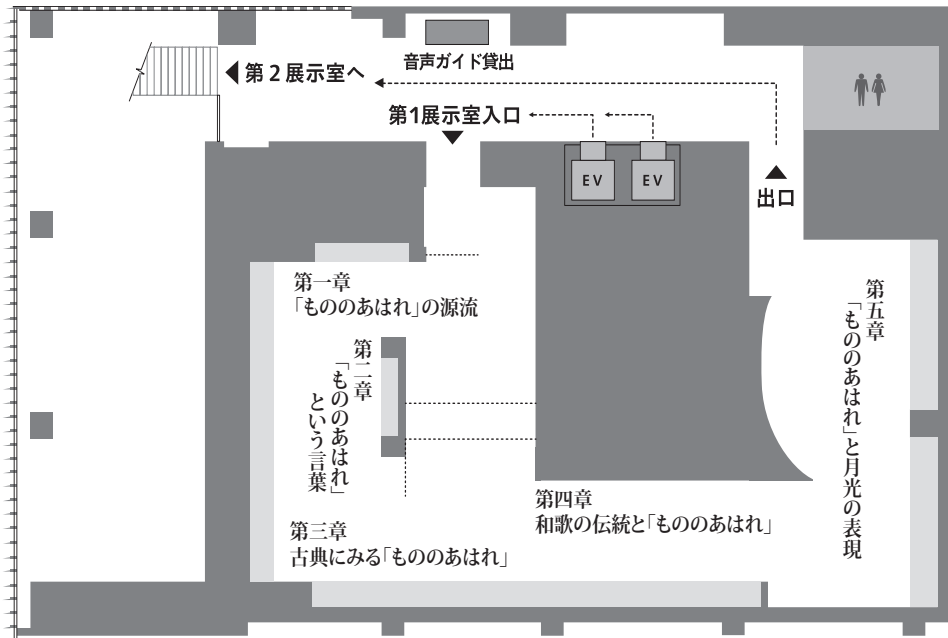 音声ガイド貸出
第2展示室へ
第1展示室入口
EV
EV
出口
第一章
「もののあはれ」の源流
第二章
「もののあはれ」
という言葉
第三章
古典にみる「もののあはれ」
第四章
和歌の伝統と「もののあはれ」
第五章
「もののあはれ」と月光の表現